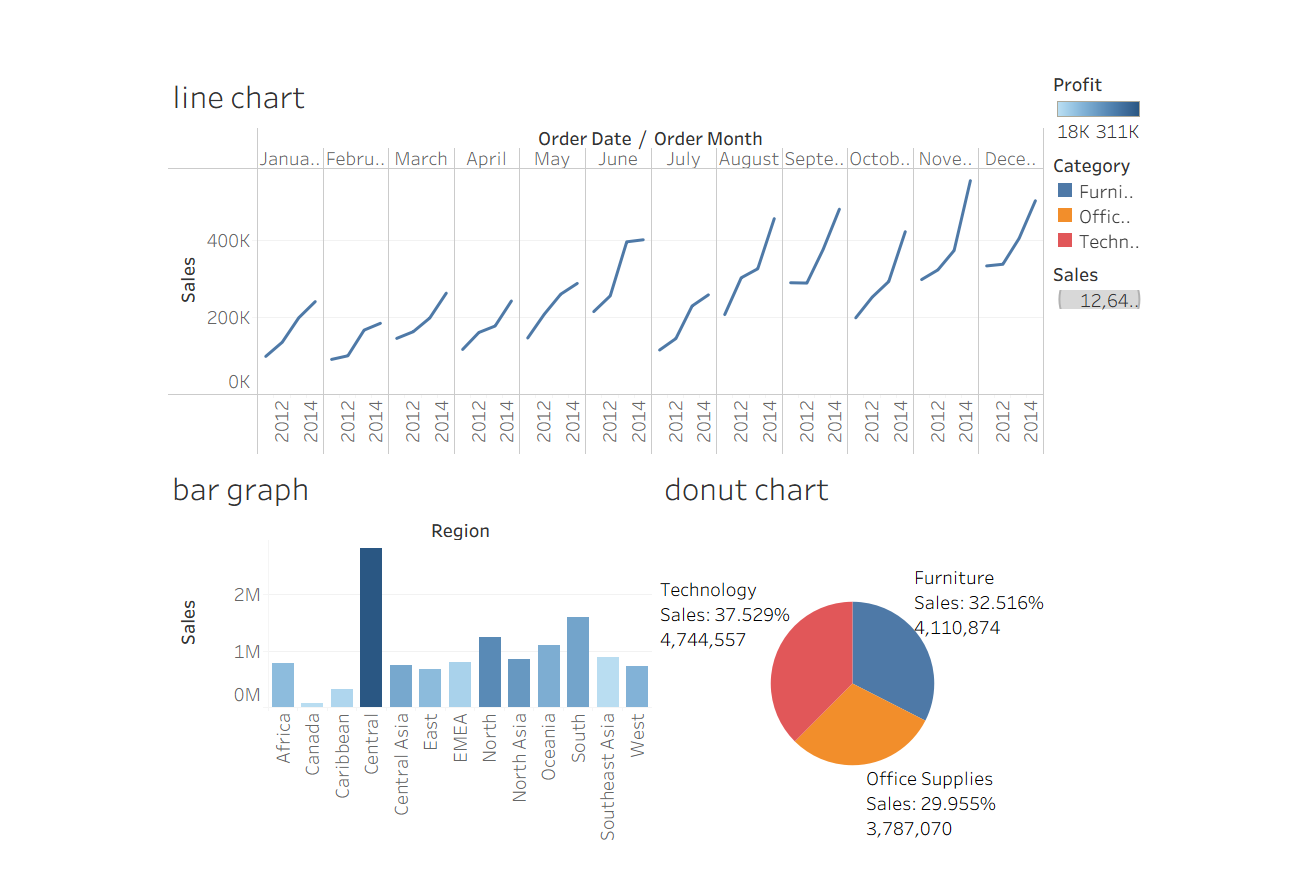 line chart
Order Date / Order Month
Janua.. Febru.. March April May June July August Septe.. Octob.. Nove.. Dece..
Sales
400K
200K
0K
2012 2014 2012 2014 2012 2014 2012 2014 2012 2014 2012 2014 2012 2014 2012 2014 2012 2014 2012 2014 2012 2014 2012 2014
Profit
18K 311K
Category
Furni..
Offic..
Techn..
Sales
12,64..
bar graph
Region
Sales
2M
1M
0M
Africa Canada Caribbean Central Central Asia East EMEA North North Asia Oceania South Southeast Asia West
donut chart
Technology
Sales: 37.529%
4,744,557
Furniture
Sales: 32.516%
4,110,874
Office Supplies
Sales: 29.955%
3,787,070